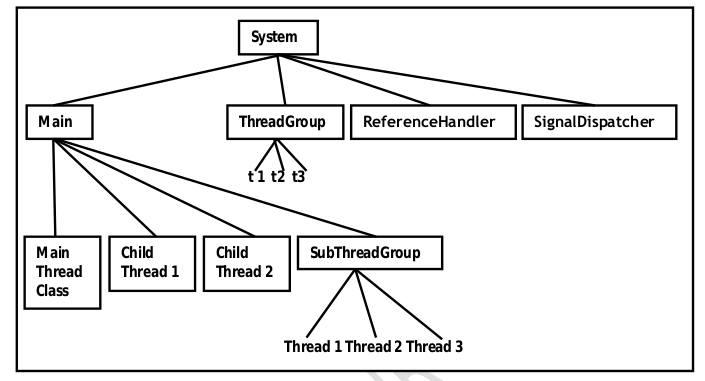 System
Main
ThreadGroup
ReferenceHandler
SignalDispatcher
t 1 t2 t3
Main
Thread
Class
Child
Thread 1
Child
Thread 2
SubThreadGroup
Thread 1 Thread 2 Thread 3